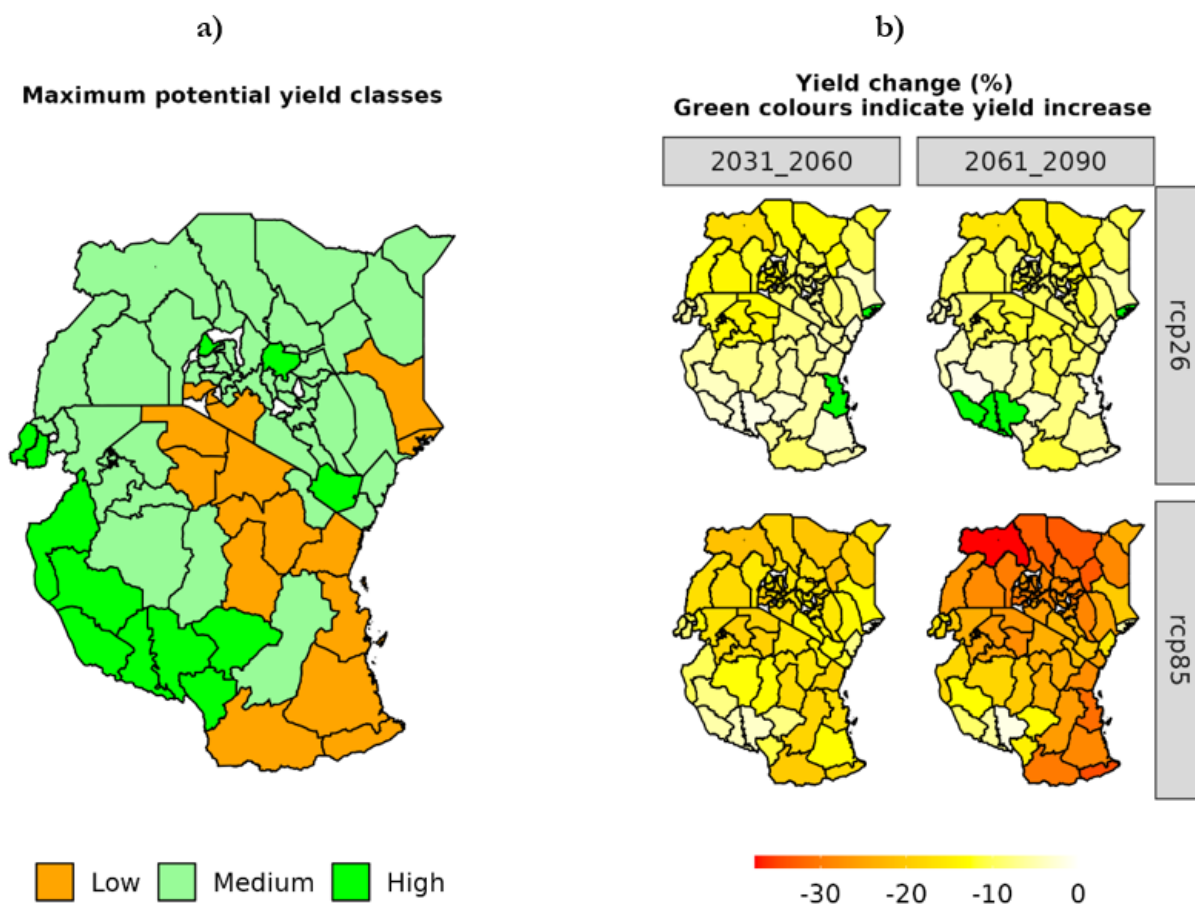 a)
Maximum potential yield classes
Low
Medium
High
b)
Yield change (%)
Green colours indicate yield increase
2031_2060
2061_2090
rcp26
rcp85
-30
-20
-10
0